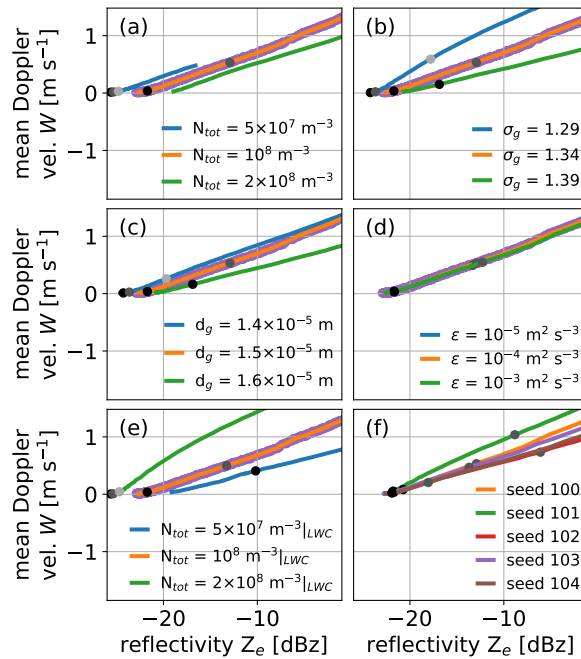 mean Doppler
vel. W [m s⁻¹]
1
0
−1
(a)
N_tot = 5×10⁷ m⁻³
N_tot = 10⁸ m⁻³
N_tot = 2×10⁸ m⁻³
(b)
σ_g = 1.29
σ_g = 1.34
σ_g = 1.39
mean Doppler
vel. W [m s⁻¹]
1
0
−1
(c)
d_g = 1.4×10⁻⁵ m
d_g = 1.5×10⁻⁵ m
d_g = 1.6×10⁻⁵ m
(d)
ε = 10⁻⁵ m² s⁻³
ε = 10⁻⁴ m² s⁻³
ε = 10⁻³ m² s⁻³
mean Doppler
vel. W [m s⁻¹]
1
0
−1
(e)
N_tot = 5×10⁷ m⁻³|_LWC
N_tot = 10⁸ m⁻³|_LWC
N_tot = 2×10⁸ m⁻³|_LWC
(f)
seed 100
seed 101
seed 102
seed 103
seed 104
−20 −10
−20 −10
reflectivity Z_e [dBz]
reflectivity Z_e [dBz]